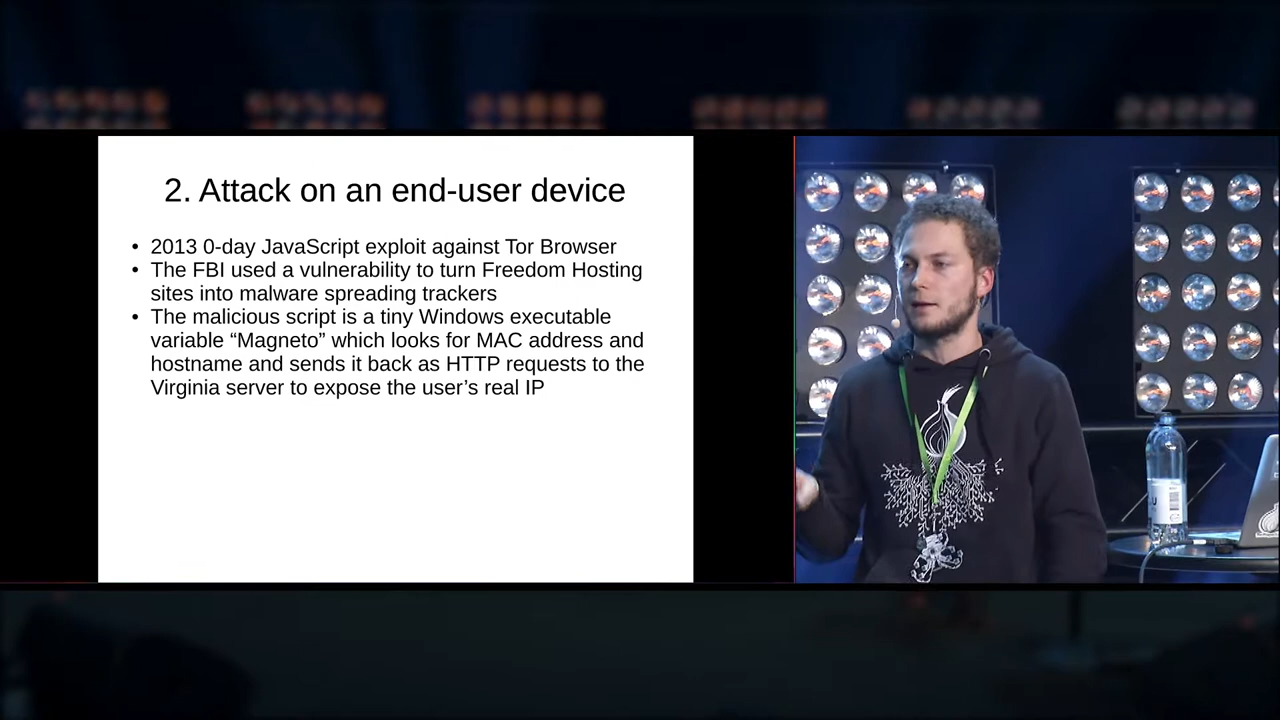 2. Attack on an end-user device
• 2013 0-day JavaScript exploit against Tor Browser
• The FBI used a vulnerability to turn Freedom Hosting
sites into malware spreading trackers
• The malicious script is a tiny Windows executable
variable “Magneto” which looks for MAC address and
hostname and sends it back as HTTP requests to the
Virginia server to expose the user’s real IP